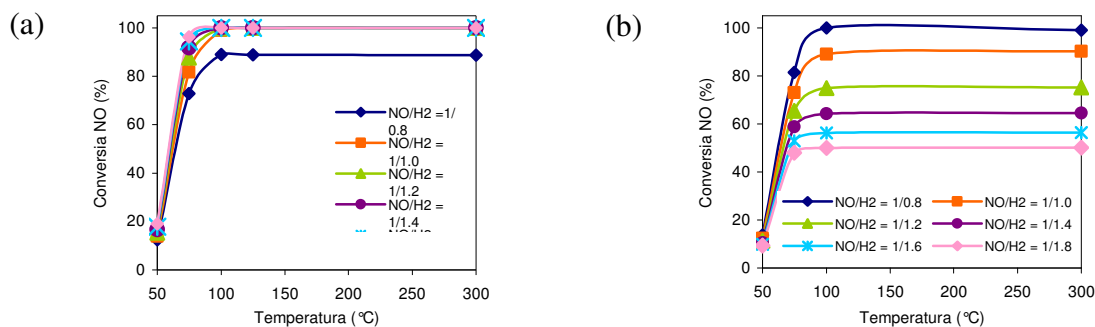 (a)
Conversia NO (%)
100
80
60
40
20
0
50 100 150 200 250 300
Temperatura (°C)
NO/H2 =1/
0.8
NO/H2 =
1/1.0
NO/H2 =
1/1.2
NO/H2 =
1/1.4
(b)
Conversia NO (%)
100
80
60
40
20
0
50 100 150 200 250 300
Temperatura (°C)
NO/H2 = 1/0.8 NO/H2 = 1/1.0
NO/H2 = 1/1.2 NO/H2 = 1/1.4
NO/H2 = 1/1.6 NO/H2 = 1/1.8